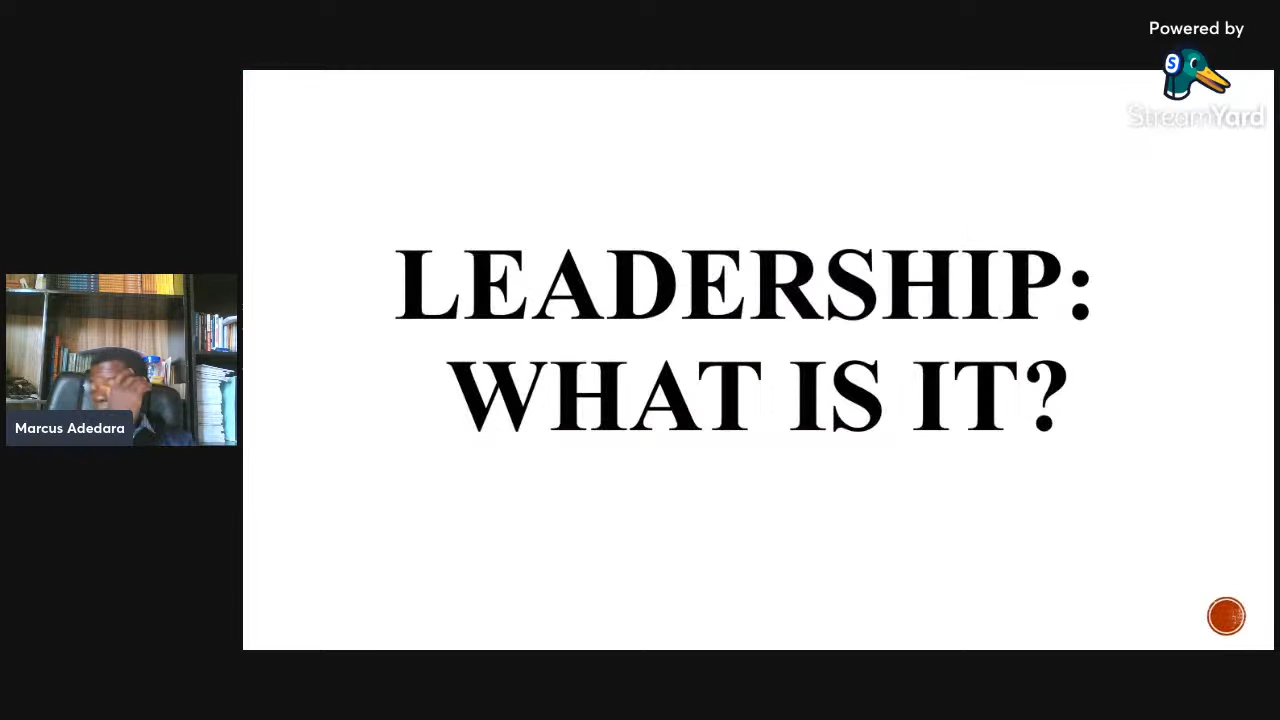 Powered by
S
StreamYard
LEADERSHIP:
WHAT IS IT?
Marcus Adedara